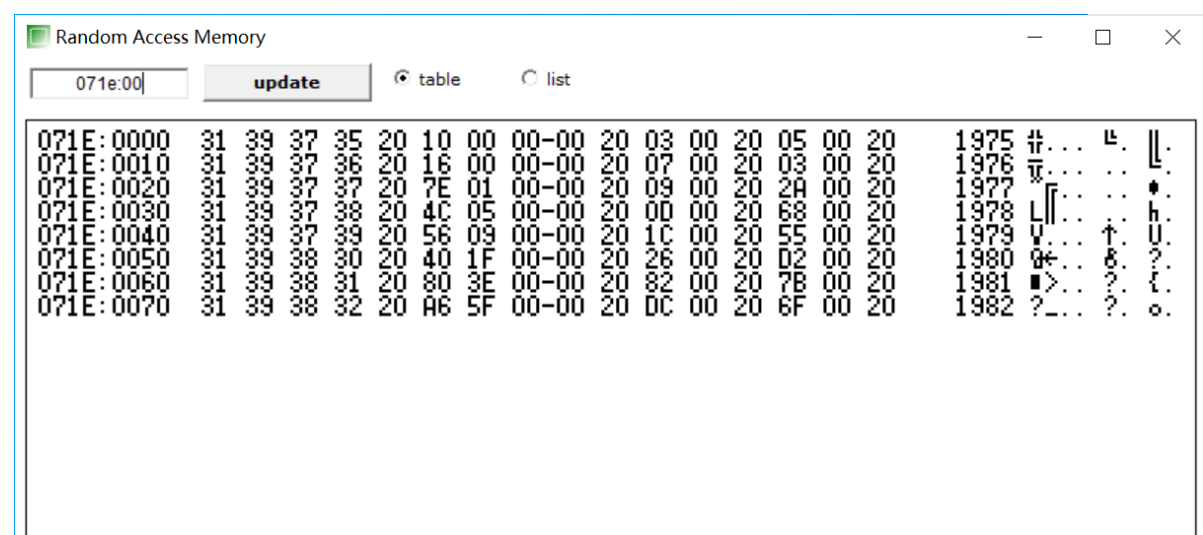 Random Access Memory
071e:00 update table list
071E:0000 31 39 37 35 20 10 00 00-00 20 03 00 20 05 00 20 1975 ╬... ╚. ║.
071E:0010 31 39 37 36 20 16 00 00-00 20 07 00 20 03 00 20 1976 ╦... .. ╚.
071E:0020 31 39 37 37 20 7E 01 00-00 20 09 00 20 2A 00 20 1977 ╔.. .. .
071E:0030 31 39 37 38 20 4C 05 00-00 20 0D 00 20 68 00 20 1978 L║.. .. h.
071E:0040 31 39 37 39 20 56 09 00-00 20 1C 00 20 55 00 20 1979 V... ↑. U.
071E:0050 31 39 38 30 20 40 1F 00-00 20 26 00 20 D2 00 20 1980 @←.. &. ?.
071E:0060 31 39 38 31 20 80 3E 00-00 20 82 00 20 7B 00 20 1981 ∎>.. ?. {.
071E:0070 31 39 38 32 20 A6 5F 00-00 20 DC 00 20 6F 00 20 1982 ?_.. ?. o.